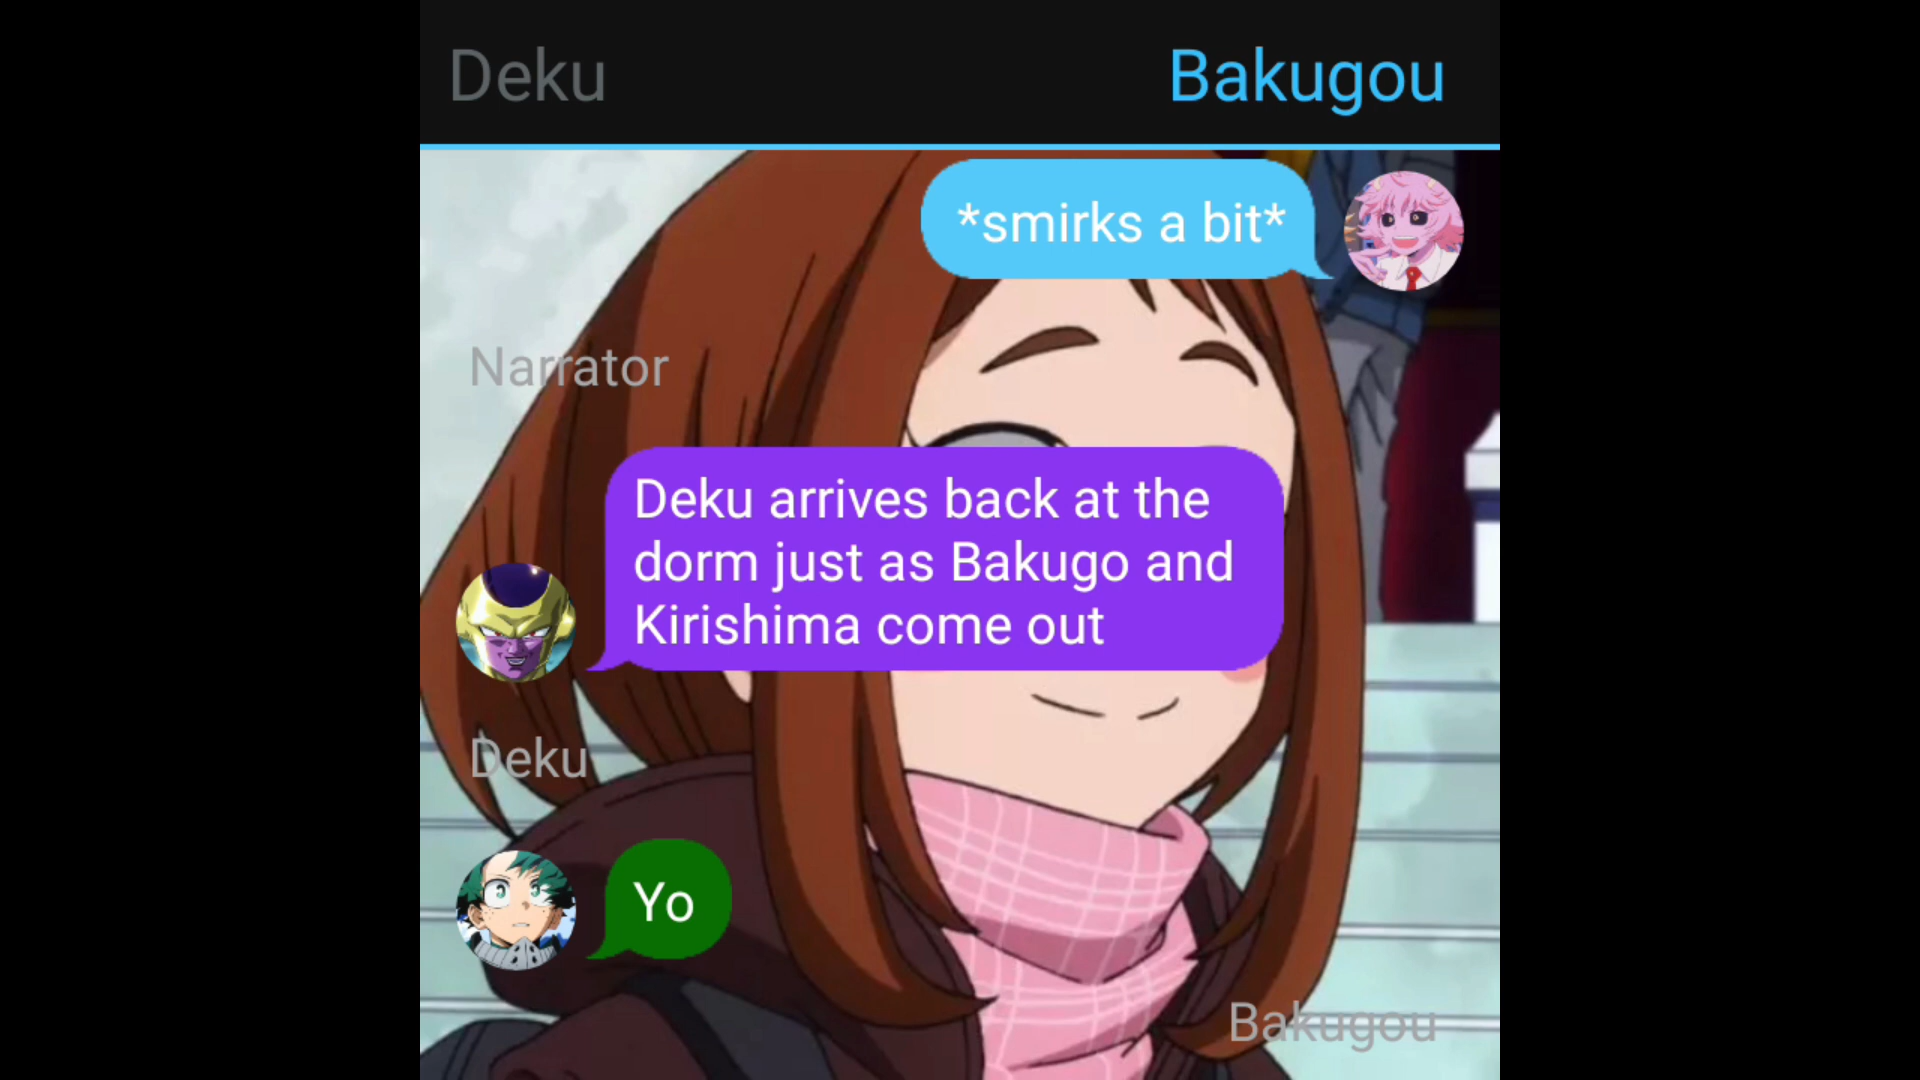 Deku
Bakugou
*smirks a bit*
Narrator
Deku arrives back at the
dorm just as Bakugo and
Kirishima come out
Deku
Yo
Bakugou